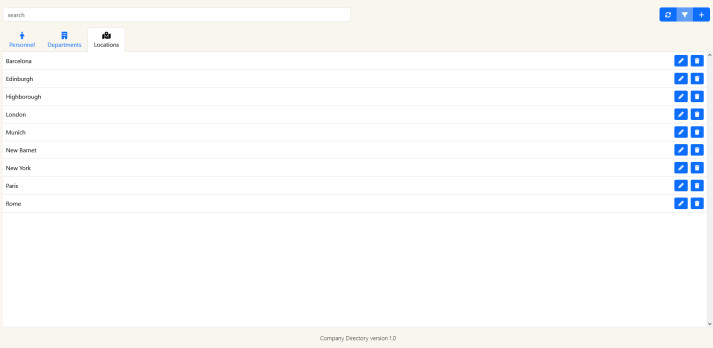 search
Personnel
Departments
Locations
Barcelona
Edinburgh
Highborough
London
Munich
New Barnet
New York
Paris
Rome
Company Directory version 1.0